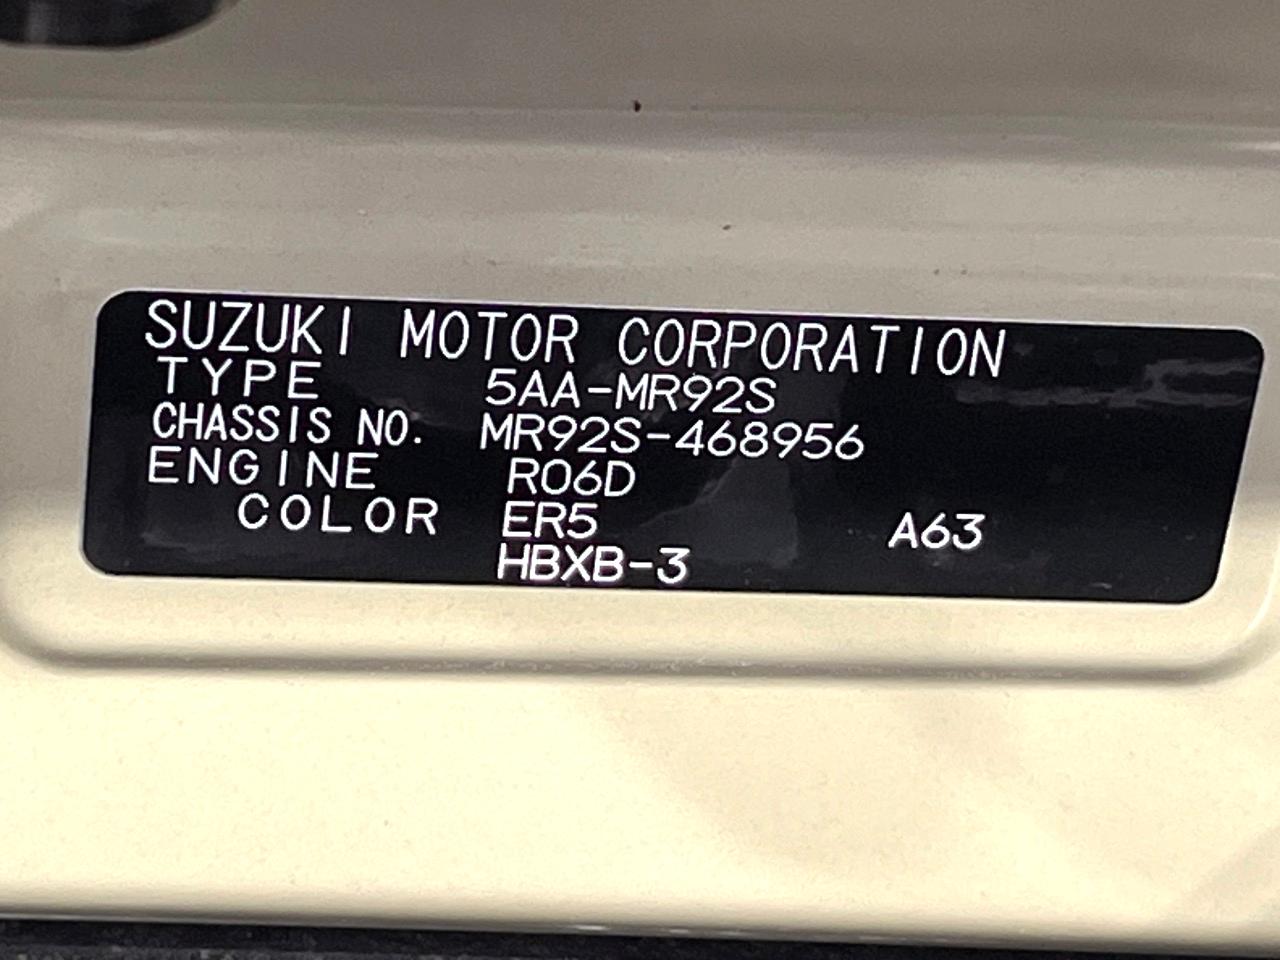 SUZUKI MOTOR CORPORATION
TYPE 5AA-MR92S
CHASSIS NO. MR92S-468956
ENGINE R06D
COLOR ER5 A63
HBXB-3